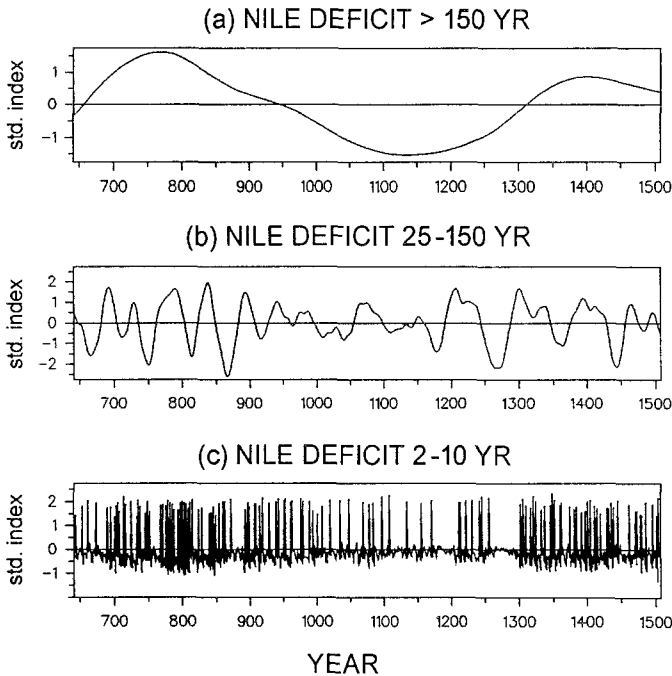 (a) NILE DEFICIT > 150 YR
std. index
1
0
-1
700 800 900 1000 1100 1200 1300 1400 1500
(b) NILE DEFICIT 25-150 YR
std. index
2
1
0
-1
-2
700 800 900 1000 1100 1200 1300 1400 1500
(c) NILE DEFICIT 2-10 YR
std. index
2
1
0
-1
700 800 900 1000 1100 1200 1300 1400 1500
YEAR